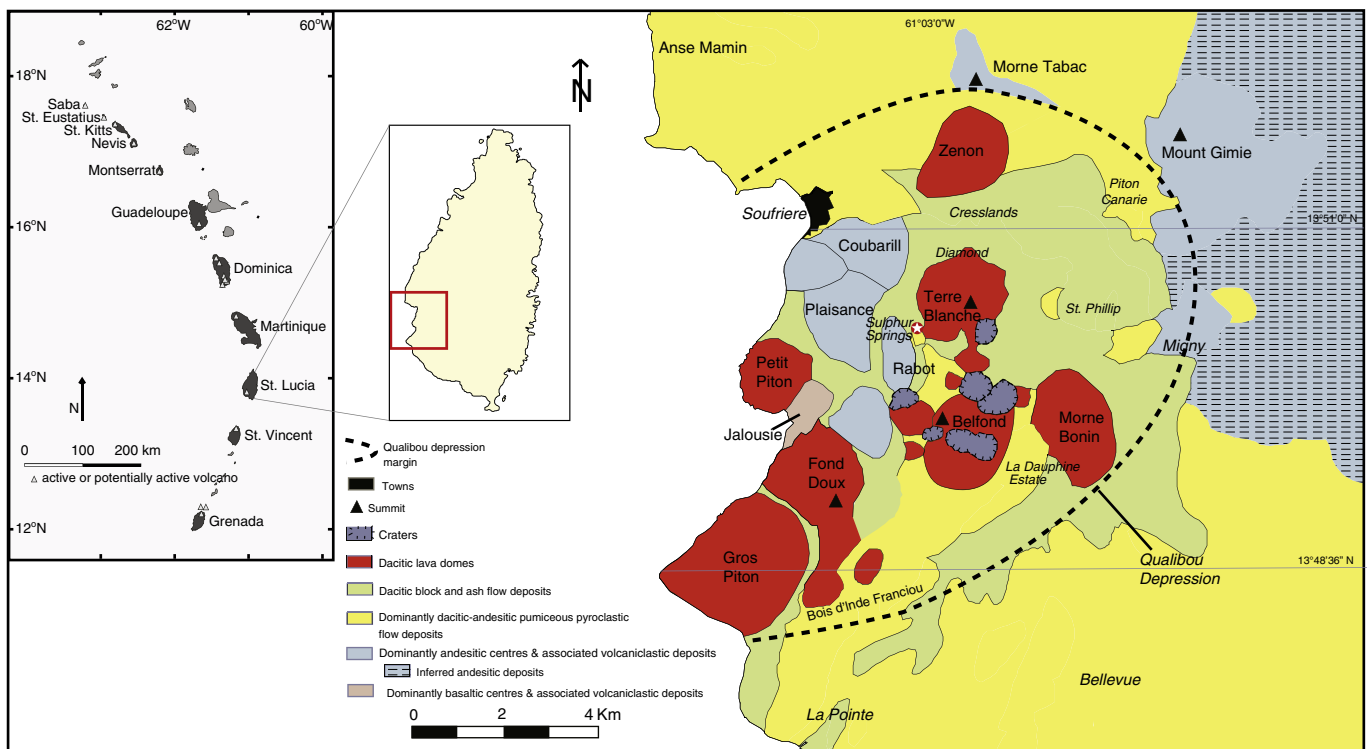 62°W
60°W
18°N
Saba
St. Eustatius
St. Kitts
Nevis
Montserrat
Guadeloupe
16°N
Dominica
Martinique
14°N
St. Lucia
N
St. Vincent
0 100 200 km
active or potentially active volcano
Grenada
12°N
N
Qualibou depression
margin
Towns
Summit
Craters
Dacitic lava domes
Dacitic block and ash flow deposits
Dominantly dacitic-andesitic pumiceous pyroclastic
flow deposits
Dominantly andesitic centres & associated volcaniclastic deposits
Inferred andesitic deposits
Dominantly basaltic centres & associated volcaniclastic deposits
0 2 4 Km
61°03'0"W
Anse Mamin
Morne Tabac
Zenon
Mount Gimie
Piton
Canarie
Soufriere
Cresslands
13°51'0" N
Coubarill
Diamond
Terre
Blanche
Plaisance
St. Phillip
Sulphur
Springs
Migny
Petit
Piton
Rabot
Jalousie
Belfond
Morne
Bonin
Fond
Doux
La Dauphine
Estate
Gros
Piton
13°48'36" N
Qualibou
Depression
Bois d'Inde Franciou
Bellevue
La Pointe